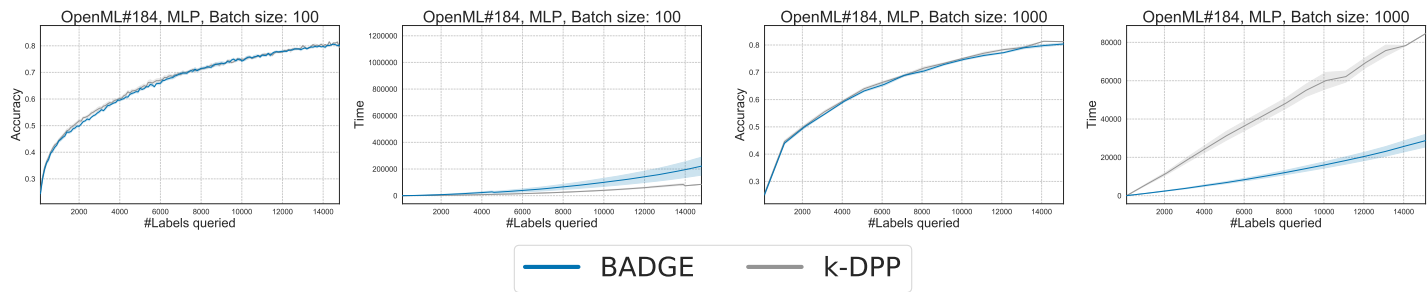 OpenML#184, MLP, Batch size: 100
Accuracy
0.8
0.7
0.6
0.5
0.4
0.3
2000 4000 6000 8000 10000 12000 14000
#Labels queried
OpenML#184, MLP, Batch size: 100
Time
1200000
1000000
800000
600000
400000
200000
0
2000 4000 6000 8000 10000 12000 14000
#Labels queried
OpenML#184, MLP, Batch size: 1000
Accuracy
0.8
0.7
0.6
0.5
0.4
0.3
2000 4000 6000 8000 10000 12000 14000
#Labels queried
OpenML#184, MLP, Batch size: 1000
Time
80000
60000
40000
20000
0
2000 4000 6000 8000 10000 12000 14000
#Labels queried
BADGE k-DPP